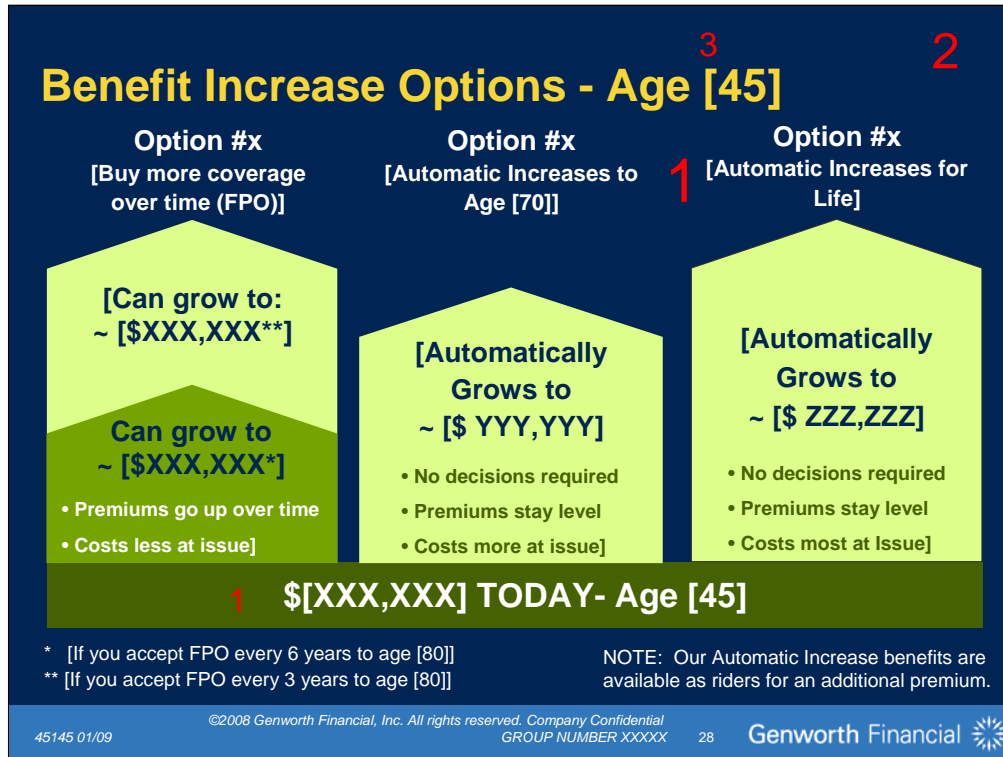 3
2
Benefit Increase Options - Age [45]
Option #x
[Buy more coverage
over time (FPO)]
Option #x
[Automatic Increases to
Age [70]]
1
Option #x
[Automatic Increases for
Life]
[Can grow to:
~ [$XXX,XXX**]
Can grow to
~ [$XXX,XXX*]
• Premiums go up over time
• Costs less at issue]
[Automatically
Grows to
~ [$ YYY,YYY]
• No decisions required
• Premiums stay level
• Costs more at issue]
[Automatically
Grows to
~ [$ ZZZ,ZZZ]
• No decisions required
• Premiums stay level
• Costs most at Issue]
1
$[XXX,XXX] TODAY- Age [45]
* [If you accept FPO every 6 years to age [80]]
** [If you accept FPO every 3 years to age [80]]
NOTE: Our Automatic Increase benefits are
available as riders for an additional premium.
45145 01/09
©2008 Genworth Financial, Inc. All rights reserved. Company Confidential
GROUP NUMBER XXXXX
28
Genworth Financial